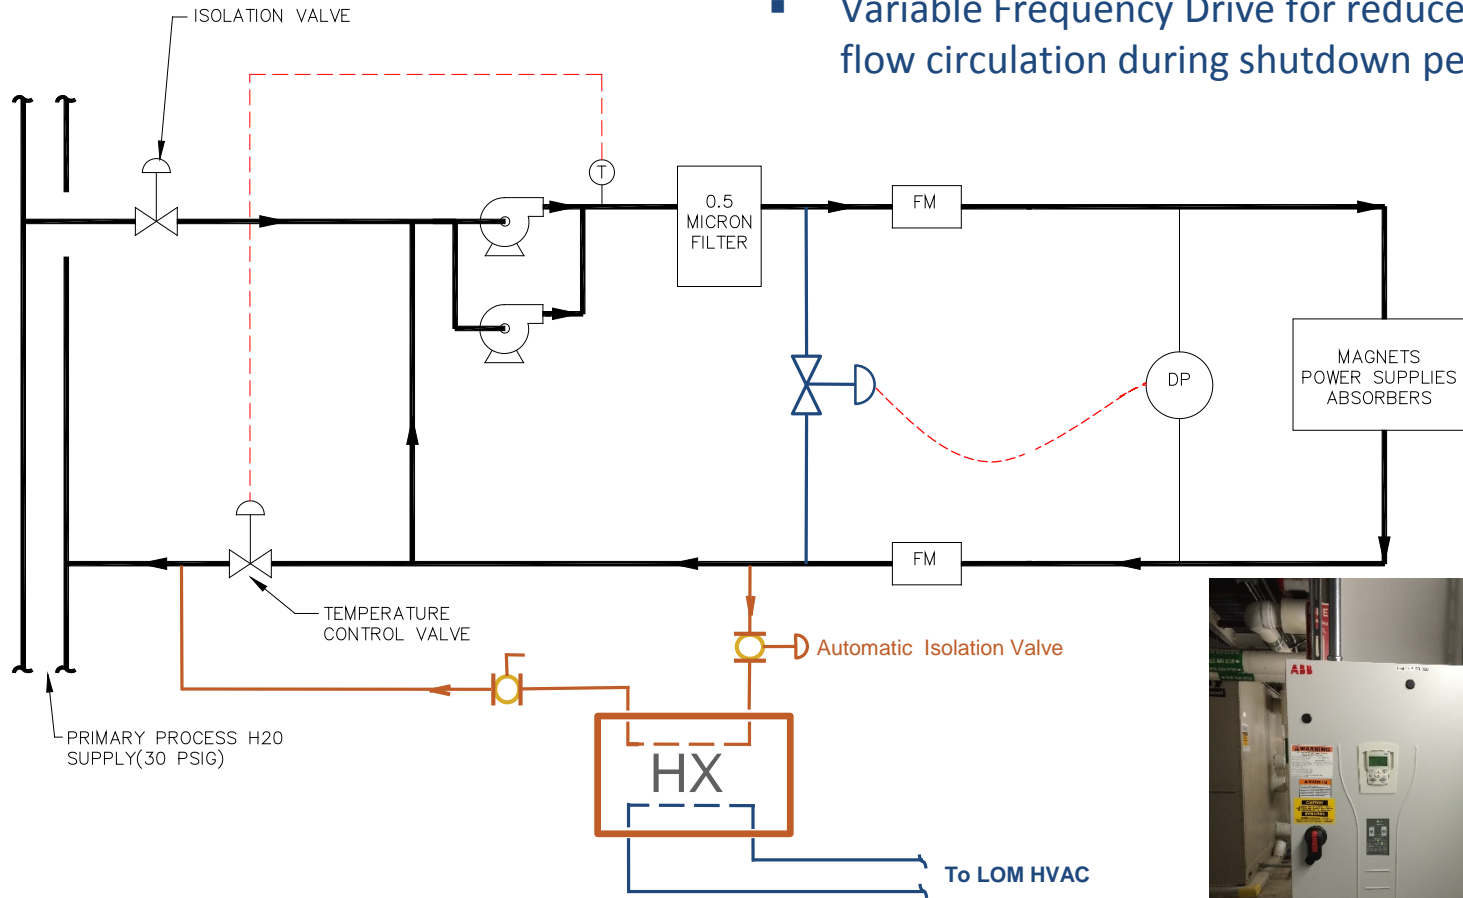 ISOLATION VALVE
Variable Frequency Drive for reduce
flow circulation during shutdown pe
T
0.5
MICRON
FILTER
FM
MAGNETS
POWER SUPPLIES
ABSORBERS
DP
FM
TEMPERATURE
CONTROL VALVE
Automatic Isolation Valve
PRIMARY PROCESS H20
SUPPLY(30 PSIG)
HX
To LOM HVAC
ABB
WARNING